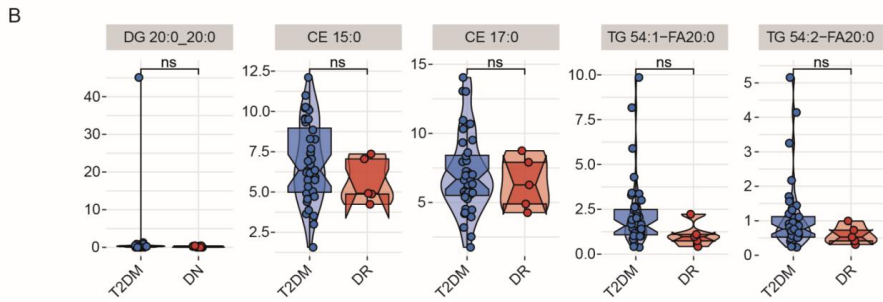 B
DG 20:0_20:0
CE 15:0
CE 17:0
TG 54:1−FA20:0
TG 54:2−FA20:0
ns
ns
ns
ns
ns
40
30
20
10
0
12.5
10.0
7.5
5.0
2.5
15
10
5
10.0
7.5
5.0
2.5
0.0
5
4
3
2
1
0
T2DM
DN
T2DM
DR
T2DM
DR
T2DM
DR
T2DM
DR